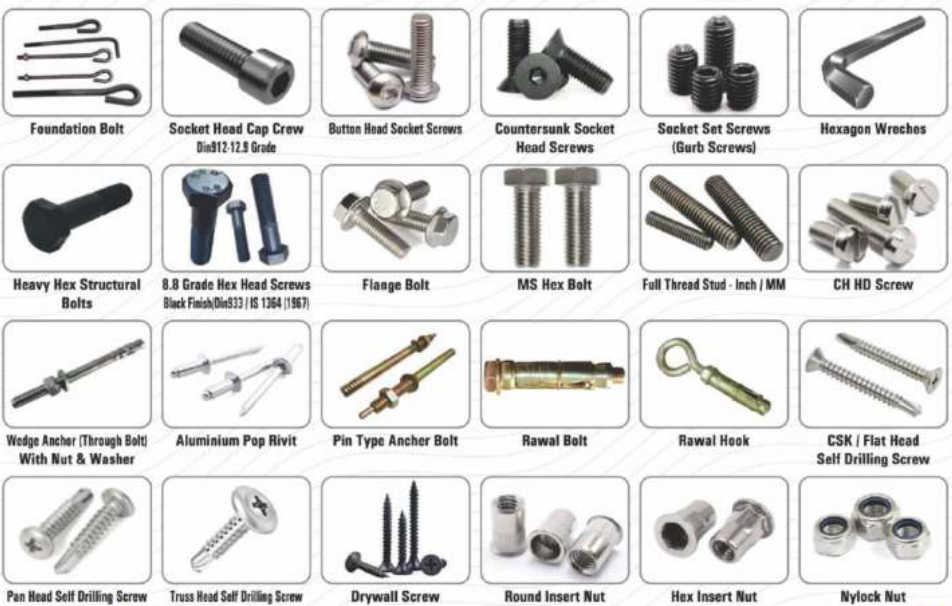 Foundation Bolt
Socket Head Cap Crew
Din912-12.9 Grade
Button Head Socket Screws
Countersunk Socket
Head Screws
Socket Set Screws
(Gurb Screws)
Hexagon Wreches
Heavy Hex Structural
Bolts
8.8 Grade Hex Head Screws
Black Finish/Din933 / IS 1364 (1967)
Flange Bolt
MS Hex Bolt
Full Thread Stud - Inch / MM
CH HD Screw
Wedge Ancher (Through Bolt)
With Nut & Washer
Aluminium Pop Rivit
Pin Type Ancher Bolt
Rawal Bolt
Rawal Hook
CSK / Flat Head
Self Drilling Screw
Pan Head Self Drilling Screw
Truss Head Self Drilling Screw
Drywall Screw
Round Insert Nut
Hex Insert Nut
Nylock Nut